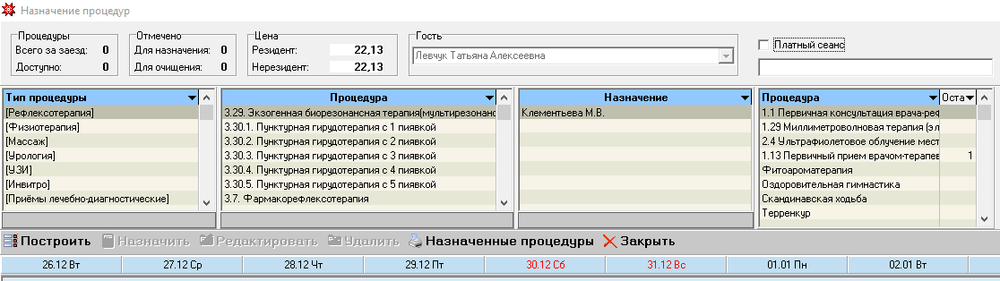 Назначение процедур
Процедуры
Всего за заезд: 0
Доступно: 0
Отмечено
Для назначения: 0
Для очищения: 0
Цена
Резидент: 22,13
Нерезидент: 22,13
Гость
Левчук Татьяна Алексеевна
Платный сеанс
Тип процедуры
[Рефлексотерапия]
[Физиотерапия]
[Массаж]
[Урология]
[УЗИ]
[Инвитро]
[Приёмы лечебно-диагностические]
Процедура
3.29. Экзогенная биорезонансная терапия(мультирезонанс
3.30.1. Пунктурная гирудотерапия с 1 пиявкой
3.30.2. Пунктурная гирудотерапия с 2 пиявкой
3.30.3. Пунктурная гирудотерапия с 3 пиявкой
3.30.4. Пунктурная гирудотерапия с 4 пиявкой
3.30.5. Пунктурная гирудотерапия с 5 пиявкой
3.7. Фармакорефлексотерапия
Назначение
Клементьева М.В.
Процедура Оста
1.1 Первичная консультация врача-реф
1.29 Миллиметроволновая терапия (эл
2.4 Ультрафиолетовое облучение мест
1.13 Первичный прием врачом-терапев 1
Фитоароматерапия
Оздоровительная гимнастика
Скандинавская ходьба
Терренкур
Построить Назначить Редактировать Удалить Назначенные процедуры Закрыть
26.12 Вт 27.12 Ср 28.12 Чт 29.12 Пт 30.12 Сб 31.12 Вс 01.01 Пн 02.01 Вт